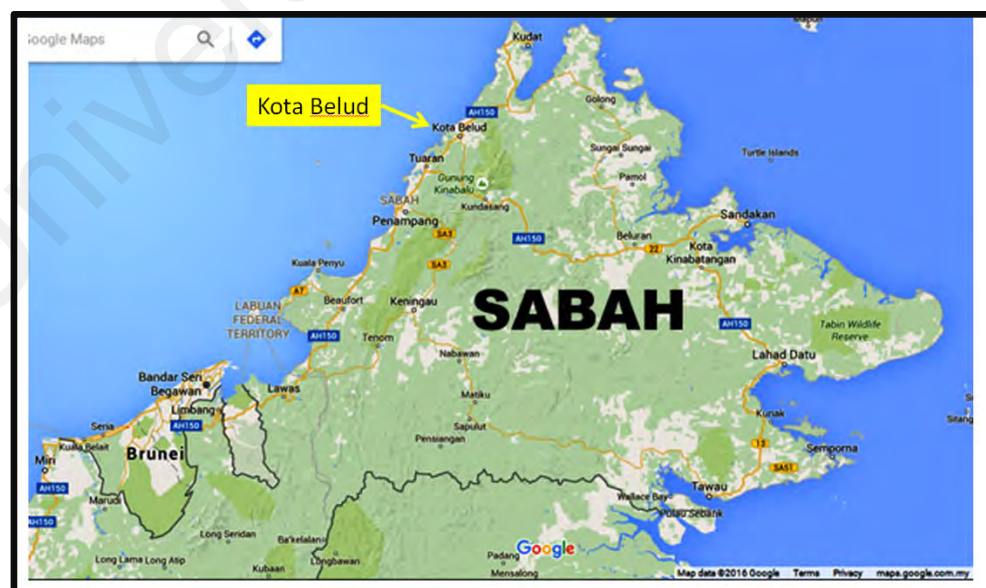 Google Maps
Kota Belud
Kudat
Golong
AH150
Kota Belud
Tuaran
Sungai Sungai
Turtle Islands
Gunung
Kinabalu
Pamol
SABAH
Kundasang
Penampang
Sandakan
SA3
AH150
Beluran
22
Kota
Kinabatangan
Kuala Penyu
SA3
A7
Beaufort
Keningau
LABUAN
FEDERAL
TERRITORY
SABAH
AH150
Tenom
AH150
Tabin Wildlife
Reserve
Nabawan
Lahad Datu
Bandar Seri
Begawan
Lawas
Matiku
Limbang
AH150
Seria
Sapulut
Kunak
Pensiangan
Kuala Belait
Brunei
13
Semporna
Miri
SA51
AH150
Tawau
Marudi
Wallace Bay
Pulau Sebatik
AH150
Long Seridan
Ba'kelalan
Google
Long Lama
Long Atip
Longbawan
Padang
Kubaan
Mensalong
Map data ©2016 Google
Terms
Privacy
maps.google.com.my